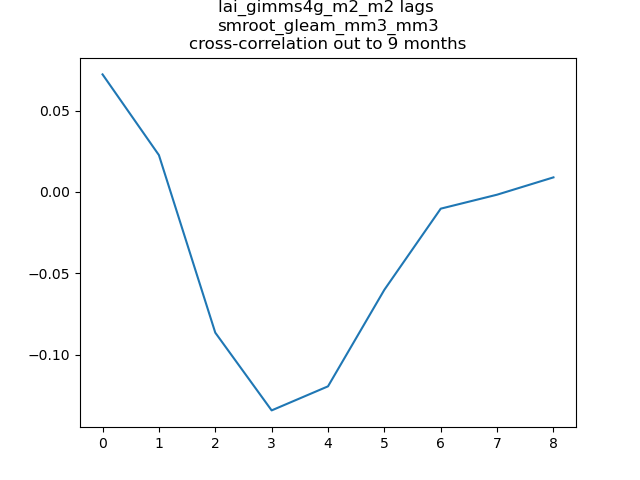 lai_gimms4g_m2_m2 lags
smroot_gleam_mm3_mm3
cross-correlation out to 9 months
0.05
0.00
−0.05
−0.10
0 1 2 3 4 5 6 7 8